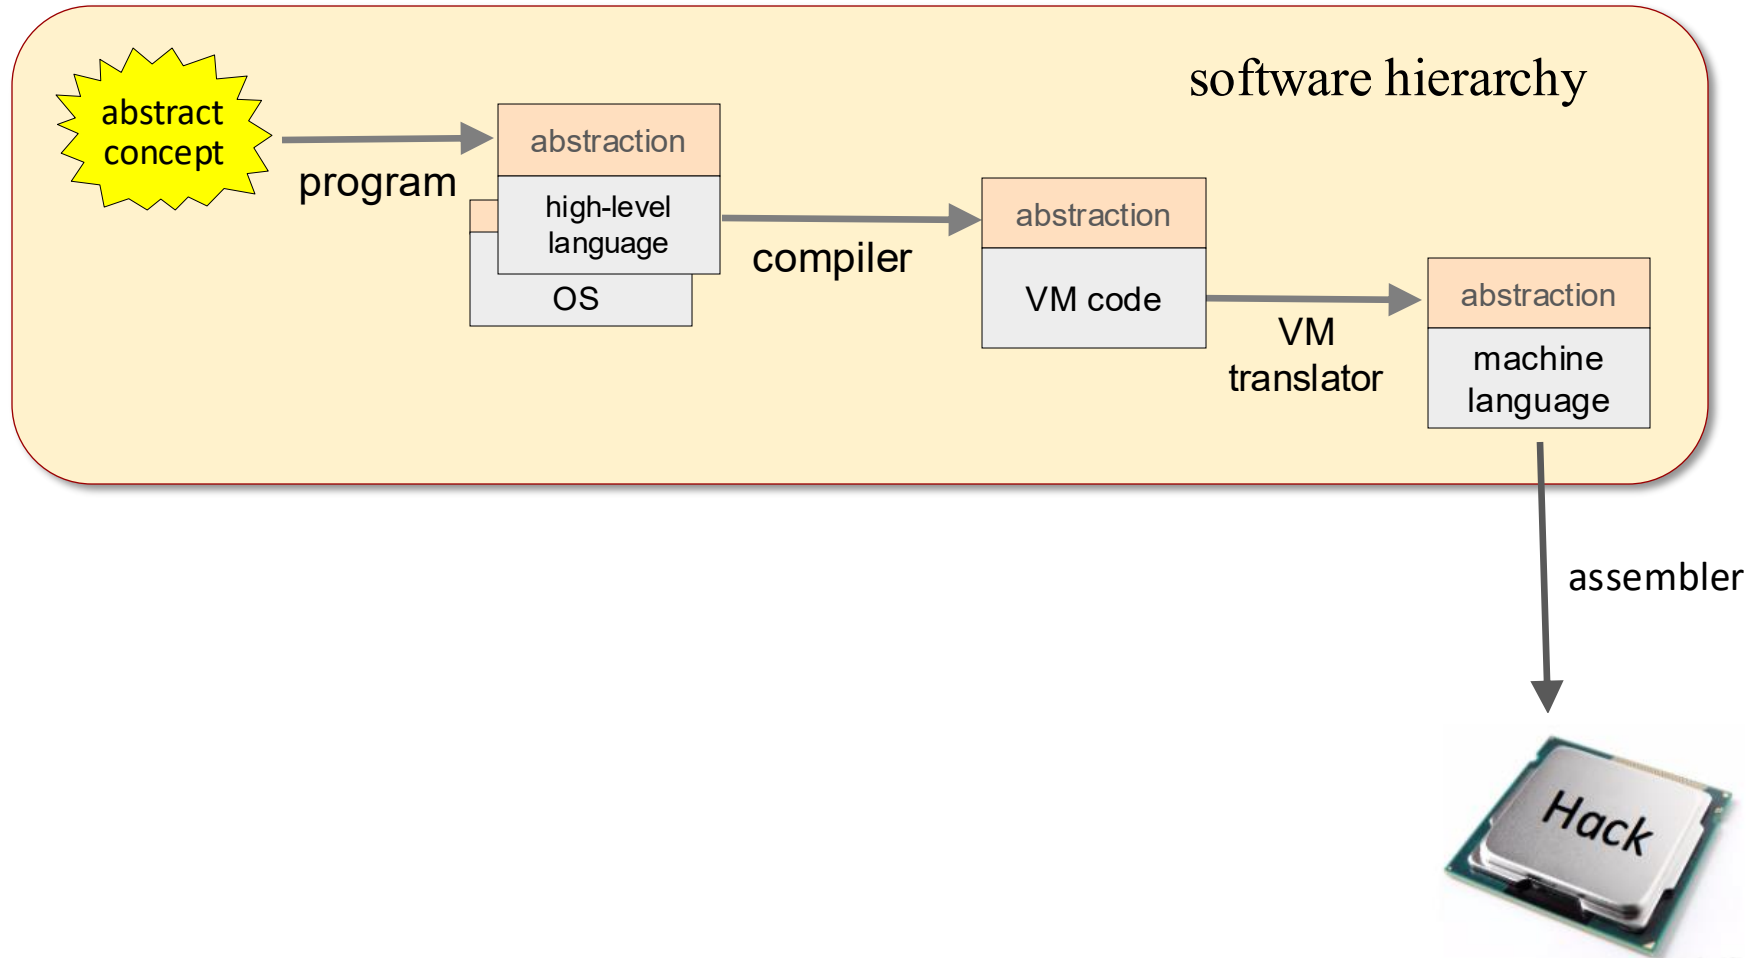 software hierarchy
abstract
concept
program
abstraction
high-level
language
OS
compiler
abstraction
VM code
VM
translator
abstraction
machine
language
assembler
Hack